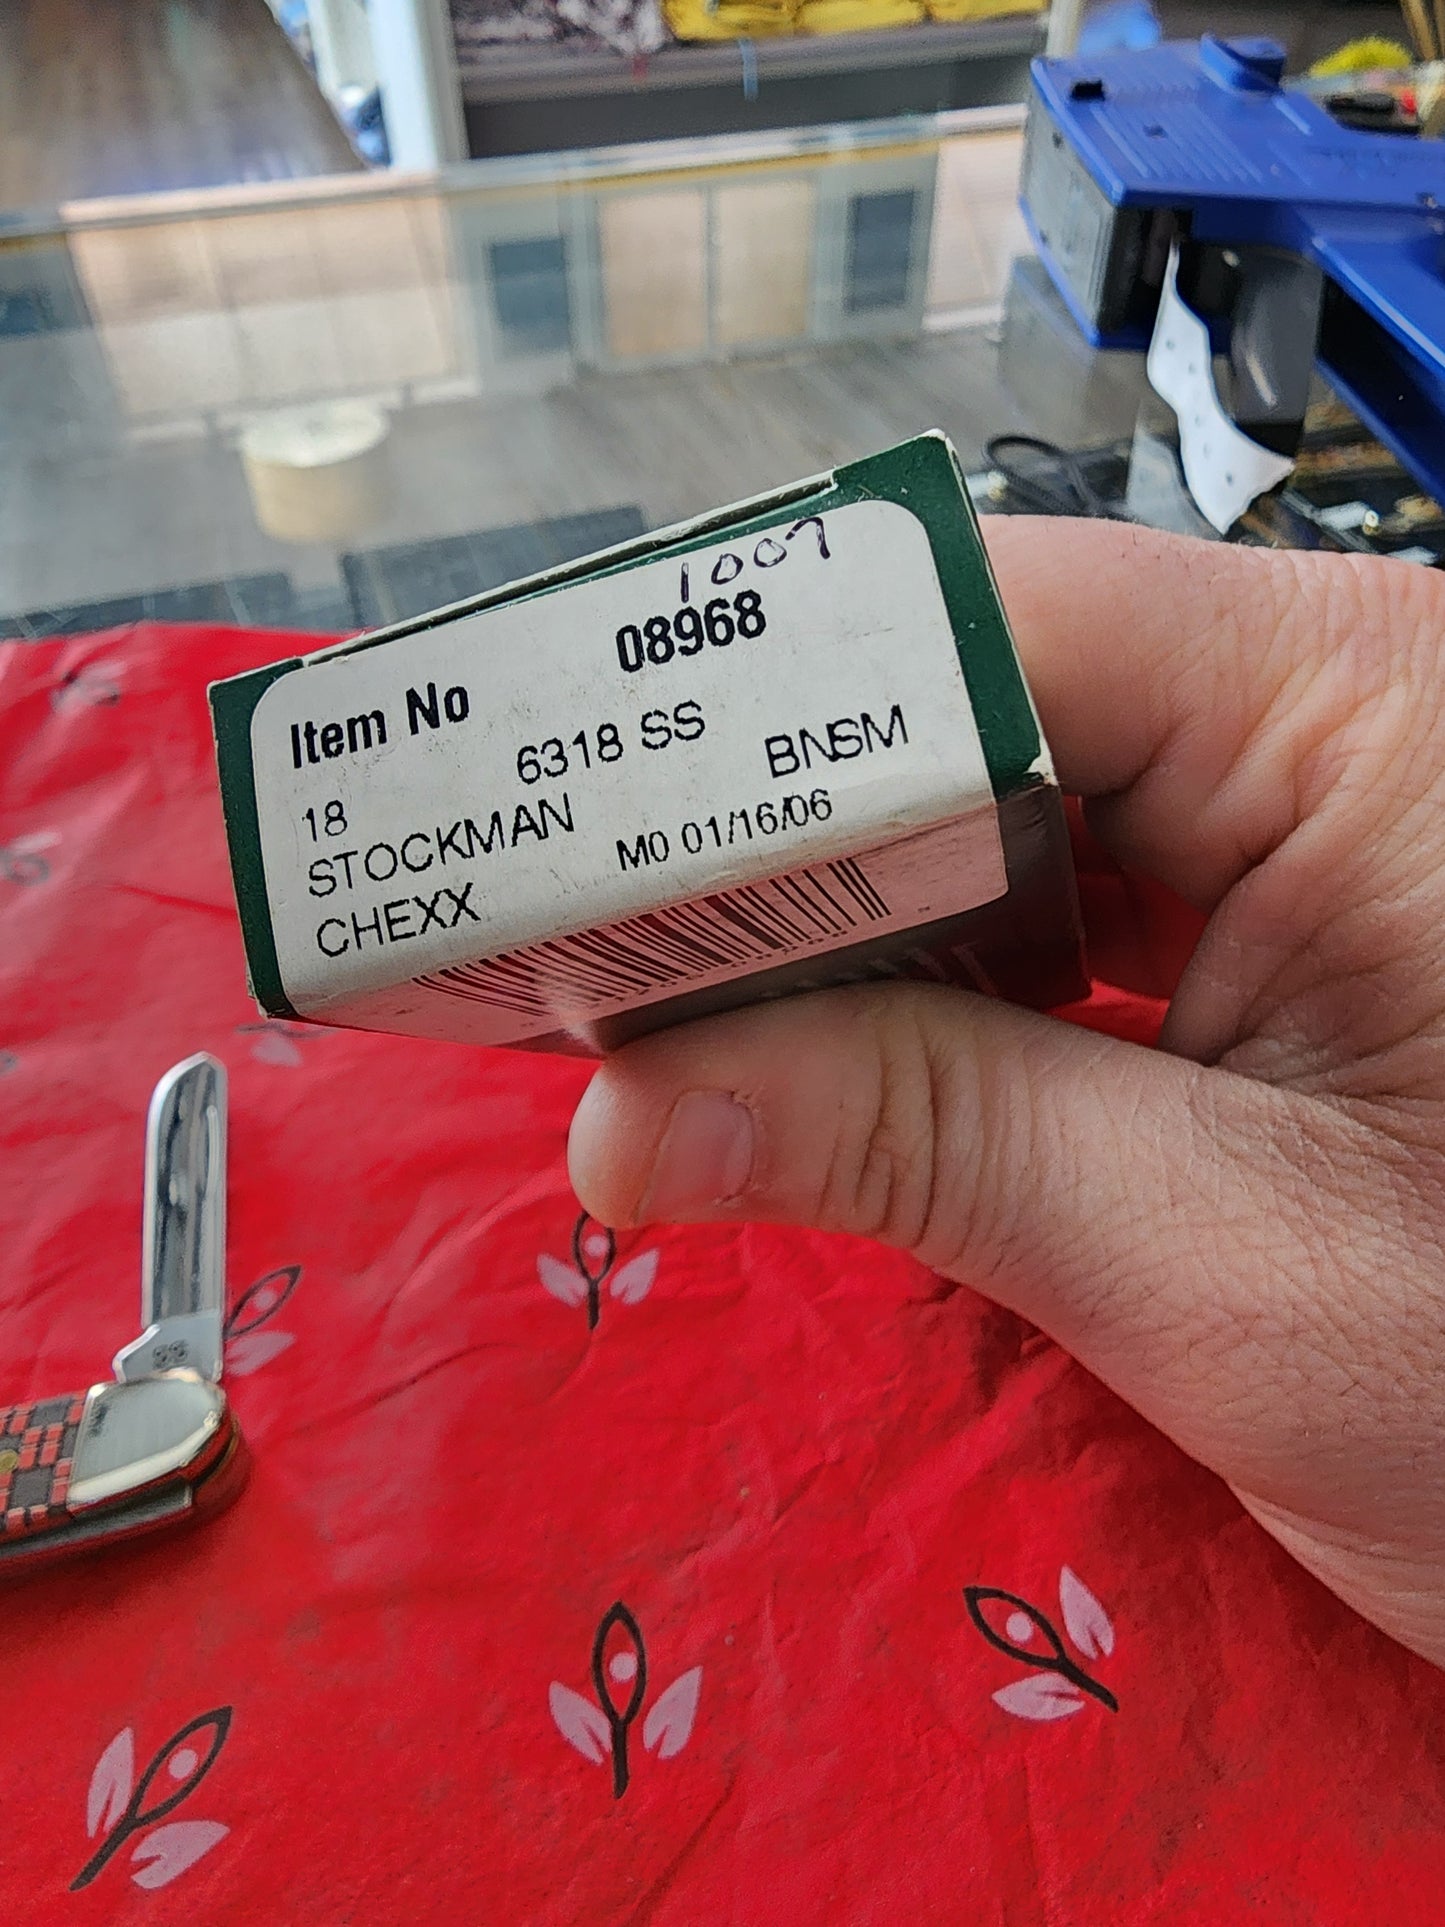 1007
Item No 08968
18 6318 SS BNSM
STOCKMAN
CHEXX M0 01/16/06